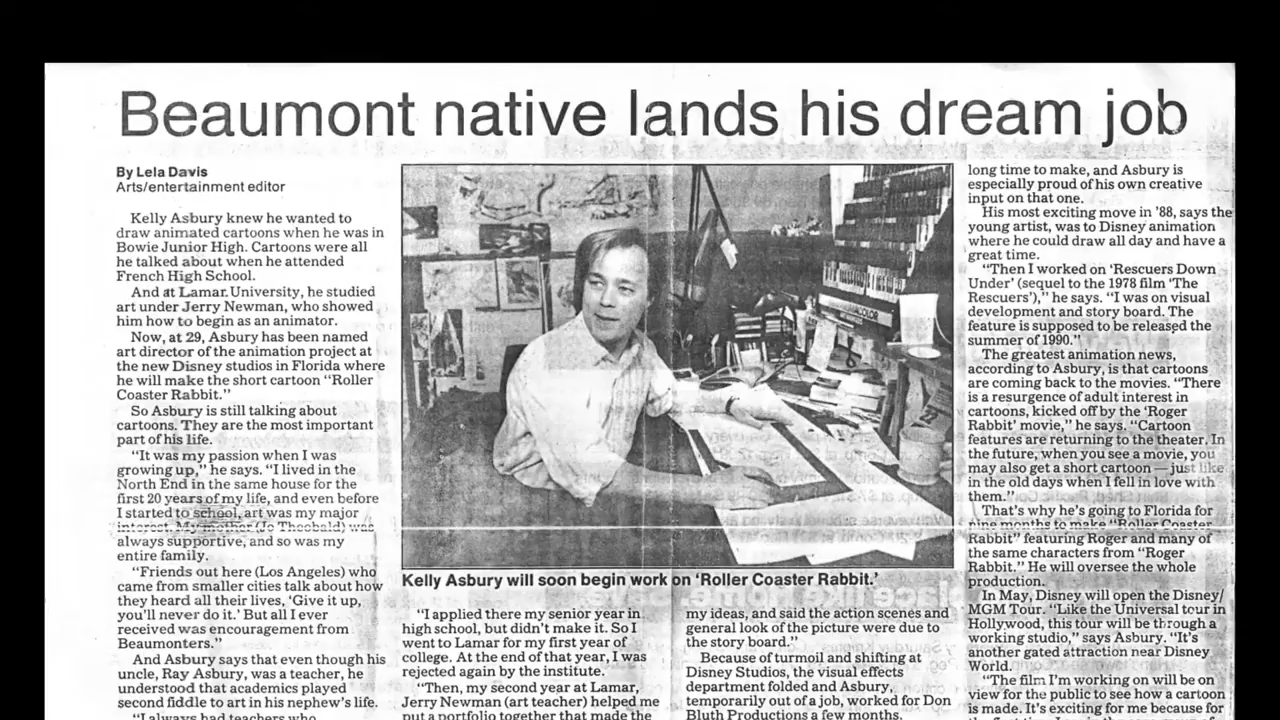 Beaumont native lands his dream job
By Lela Davis
Arts/entertainment editor
Kelly Asbury knew he wanted to
draw animated cartoons when he was in
Bowie Junior High. Cartoons were all
he talked about when he attended
French High School.
And at Lamar University, he studied
art under Jerry Newman, who showed
him how to begin as an animator.
Now, at 29, Asbury has been named
art director of the animation project at
the new Disney studios in Florida where
he will make the short cartoon “Roller
Coaster Rabbit.”
So Asbury is still talking about
cartoons. They are the most important
part of his life.
“It was my passion when I was
growing up,” he says. “I lived in the
North End in the same house for the
first 20 years of my life, and even before
I started to school, art was my major
interest. My mother (Jo Theobald) was
always supportive, and so was my
entire family.
“Friends out here (Los Angeles) who
came from smaller cities talk about how
they heard all their lives, ‘Give it up,
you’ll never do it.’ But all I ever
received was encouragement from
Beaumonters.”
And Asbury says that even though his
uncle, Ray Asbury, was a teacher, he
understood that academics played
second fiddle to art in his nephew’s life.
“I always had teachers who
Kelly Asbury will soon begin work on ‘Roller Coaster Rabbit.’
“I applied there my senior year in
high school, but didn’t make it. So I
went to Lamar for my first year of
college. At the end of that year, I was
rejected again by the institute.
“Then, my second year at Lamar,
Jerry Newman (art teacher) helped me
put a portfolio together that made the
my ideas, and said the action scenes and
general look of the picture were due to
the story board.”
Because of turmoil and shifting at
Disney Studios, the visual effects
department folded and Asbury,
temporarily out of a job, worked for Don
Bluth Productions a few months.
long time to make, and Asbury is
especially proud of his own creative
input on that one.
His most exciting move in ’88, says the
young artist, was to Disney animation
where he could draw all day and have a
great time.
“Then I worked on ‘Rescuers Down
Under’ (sequel to the 1978 film ‘The
Rescuers’),” he says. “I was on visual
development and story board. The
feature is supposed to be released the
summer of 1990.”
The greatest animation news,
according to Asbury, is that cartoons
are coming back to the movies. “There
is a resurgence of adult interest in
cartoons, kicked off by the ‘Roger
Rabbit’ movie,” he says. “Cartoon
features are returning to the theater. In
the future, when you see a movie, you
may also get a short cartoon — just like
in the old days when I fell in love with
them.”
That’s why he’s going to Florida for
nine months to make “Roller Coaster
Rabbit” featuring Roger and many of
the same characters from “Roger
Rabbit.” He will oversee the whole
production.
In May, Disney will open the Disney/
MGM Tour. “Like the Universal tour in
Hollywood, this tour will be through a
working studio,” says Asbury. “It’s
another gated attraction near Disney
World.
“The film I’m working on will be on
view for the public to see how a cartoon
is made. It’s exciting for me because for